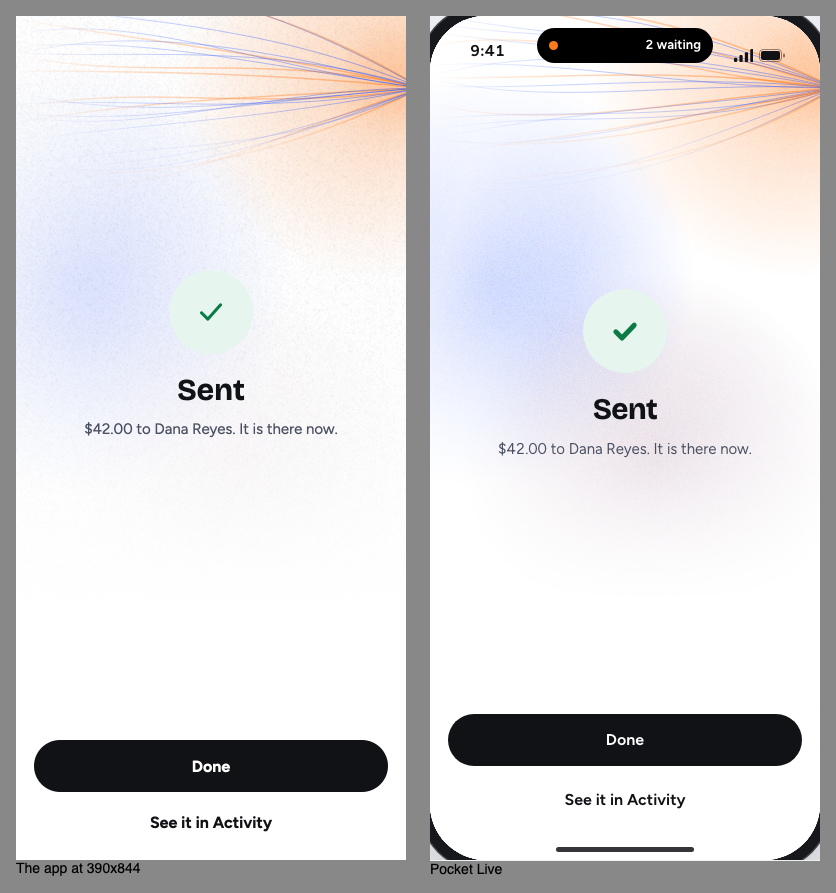 Sent
$42.00 to Dana Reyes. It is there now.
Done
See it in Activity
The app at 390x844
9:41
2 waiting
Sent
$42.00 to Dana Reyes. It is there now.
Done
See it in Activity
Pocket Live